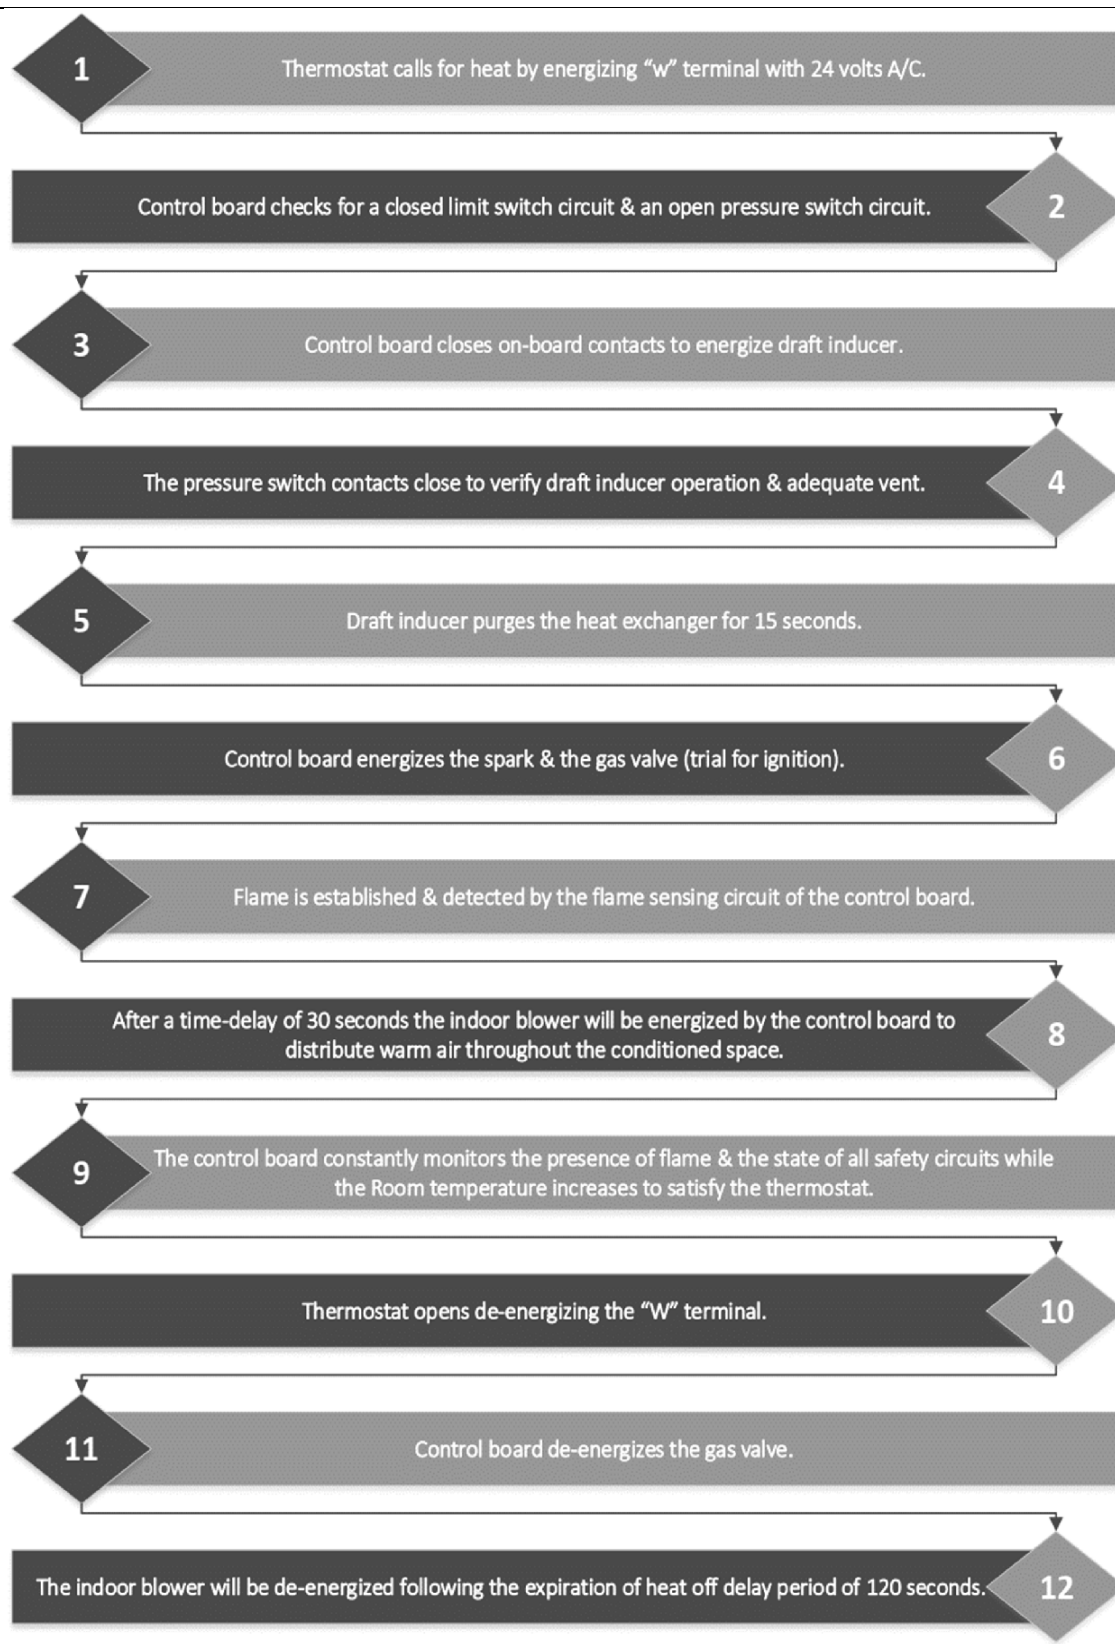 1
Thermostat calls for heat by energizing “w” terminal with 24 volts A/C.
Control board checks for a closed limit switch circuit & an open pressure switch circuit.
2
3
Control board closes on-board contacts to energize draft inducer.
The pressure switch contacts close to verify draft inducer operation & adequate vent.
4
5
Draft inducer purges the heat exchanger for 15 seconds.
Control board energizes the spark & the gas valve (trial for ignition).
6
7
Flame is established & detected by the flame sensing circuit of the control board.
After a time-delay of 30 seconds the indoor blower will be energized by the control board to
distribute warm air throughout the conditioned space.
8
9
The control board constantly monitors the presence of flame & the state of all safety circuits while
the Room temperature increases to satisfy the thermostat.
Thermostat opens de-energizing the “W” terminal.
10
11
Control board de-energizes the gas valve.
The indoor blower will be de-energized following the expiration of heat off delay period of 120 seconds.
12